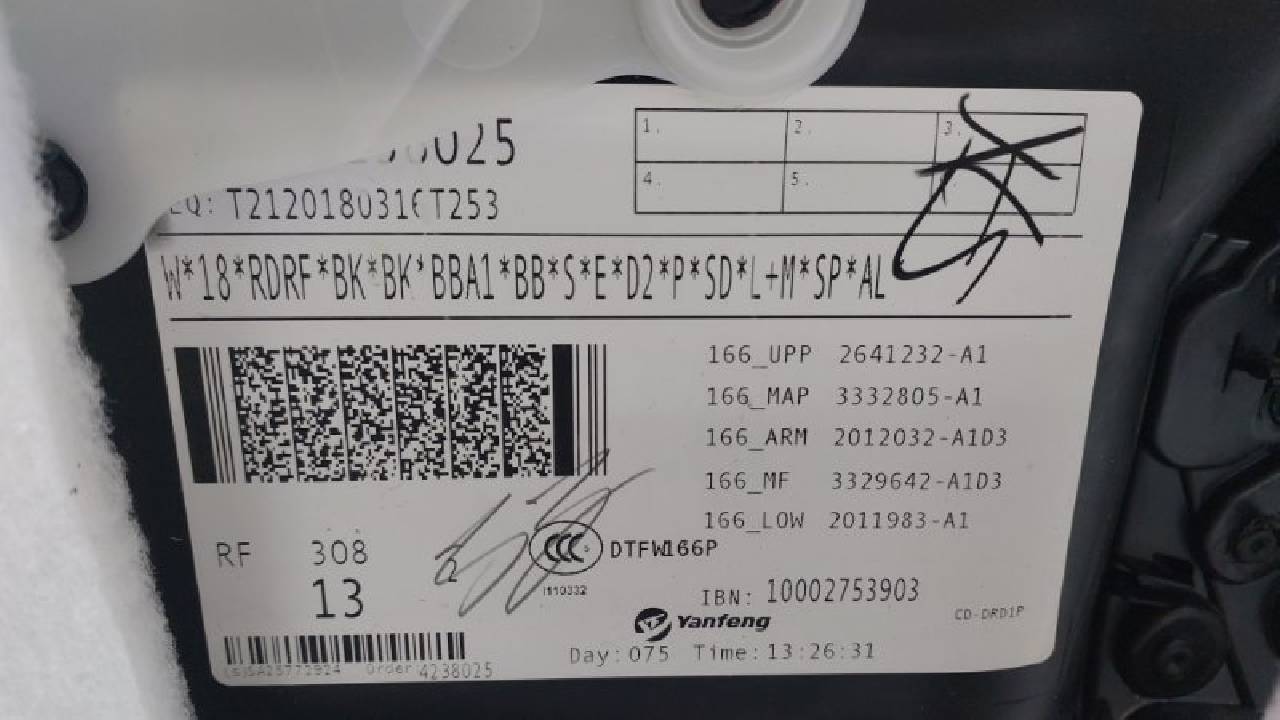 1. 2. 3.
4. 5.
T2120180316T253
W*18*RDRF*BK*BK*BBA1*BB*S*E*D2*P*SD*L+M*SP*AL
166_UPP 2641232-A1
166_MAP 3332805-A1
166_ARM 2012032-A1D3
166_MF 3329642-A1D3
166_LOW 2011983-A1
RF 308
13
CCC S DTFW166P
IBN: 10002753903
Yanfeng
CD-DRD1P
Day:075 Time:13:26:31
Order 4238025